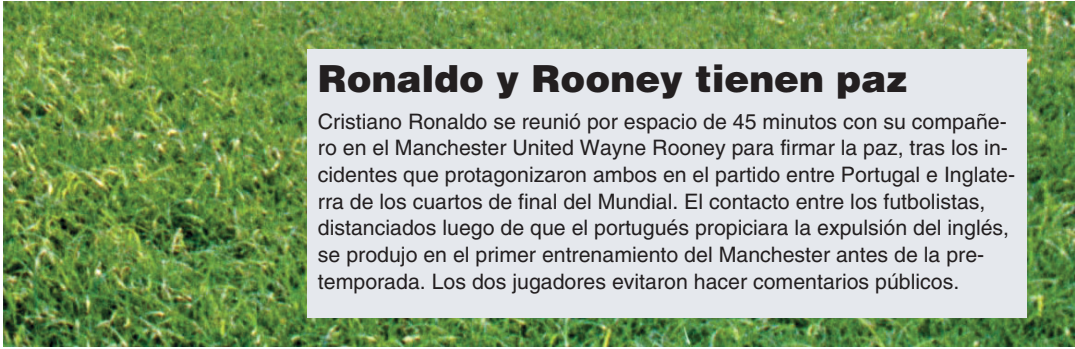 Ronaldo y Rooney tienen paz
Cristiano Ronaldo se reunió por espacio de 45 minutos con su compañe-
ro en el Manchester United Wayne Rooney para firmar la paz, tras los in-
cidentes que protagonizaron ambos en el partido entre Portugal e Inglate-
rra de los cuartos de final del Mundial. El contacto entre los futbolistas,
distanciados luego de que el portugués propiciara la expulsión del inglés,
se produjo en el primer entrenamiento del Manchester antes de la pre-
temporada. Los dos jugadores evitaron hacer comentarios públicos.